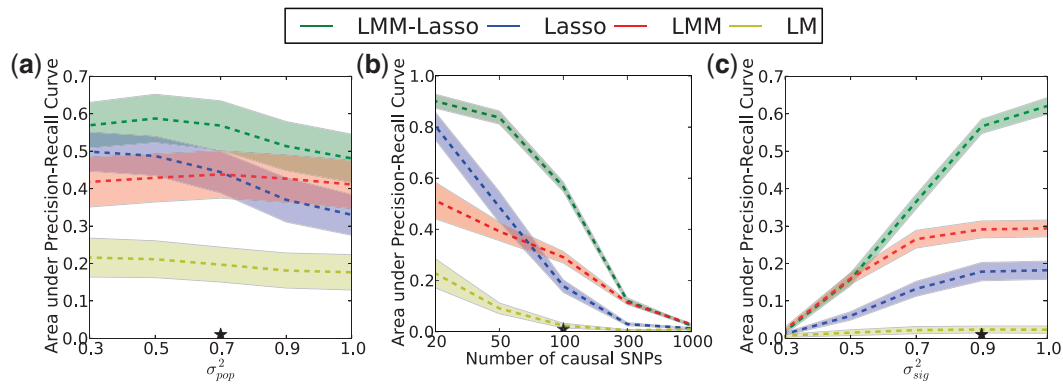 LMM-Lasso Lasso LMM LM
(a)
Area under Precision-Recall Curve
0.7
0.6
0.5
0.4
0.3
0.2
0.1
0.0
0.3 0.5 0.7 0.9 1.0
σ²pop
(b)
Area under Precision-Recall Curve
1.0
0.8
0.6
0.4
0.2
0.0
20 50 100 300 1000
Number of causal SNPs
(c)
Area under Precision-Recall Curve
0.7
0.6
0.5
0.4
0.3
0.2
0.1
0.0
0.3 0.5 0.7 0.9 1.0
σ²sig